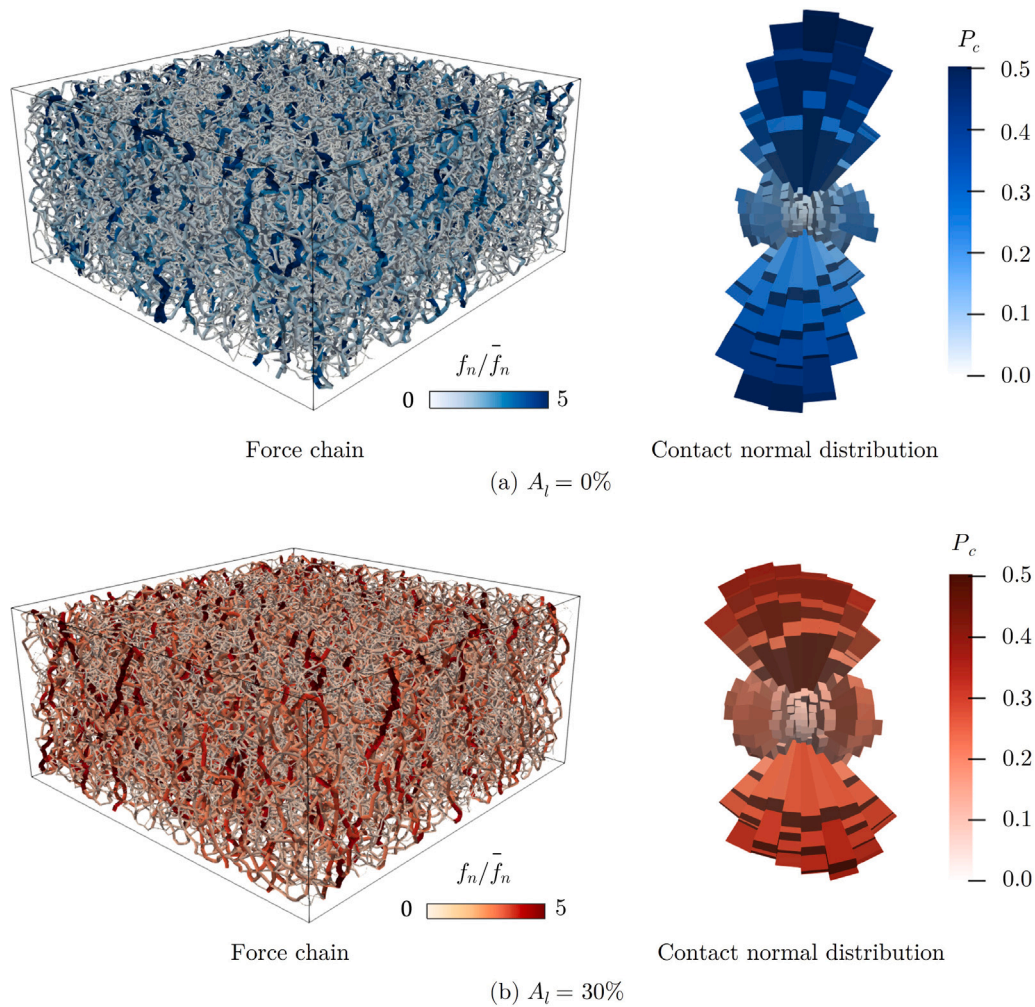 P_c
0.5
0.4
0.3
0.2
0.1
0.0
f_n/f̄_n
0 5
Force chain Contact normal distribution
(a) A_l = 0%
P_c
0.5
0.4
0.3
0.2
0.1
0.0
f_n/f̄_n
0 5
Force chain Contact normal distribution
(b) A_l = 30%